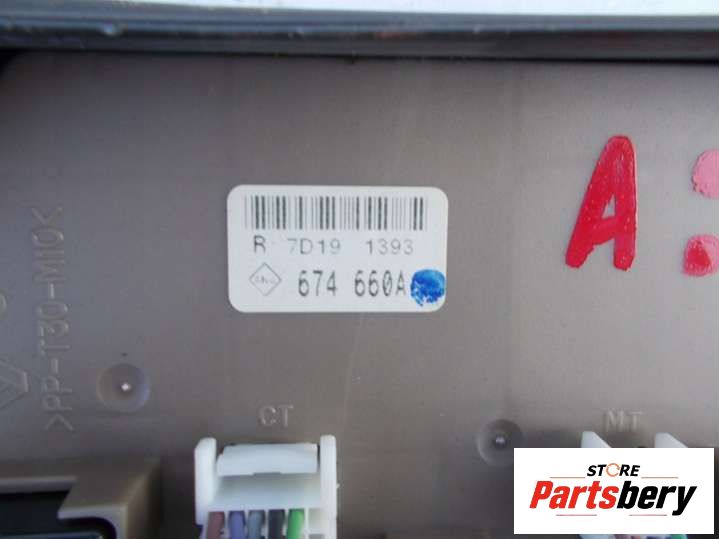 R 7D19 1393
674 660A
A
>PP-T30-M10<
CT
MT
STORE
Partsbery